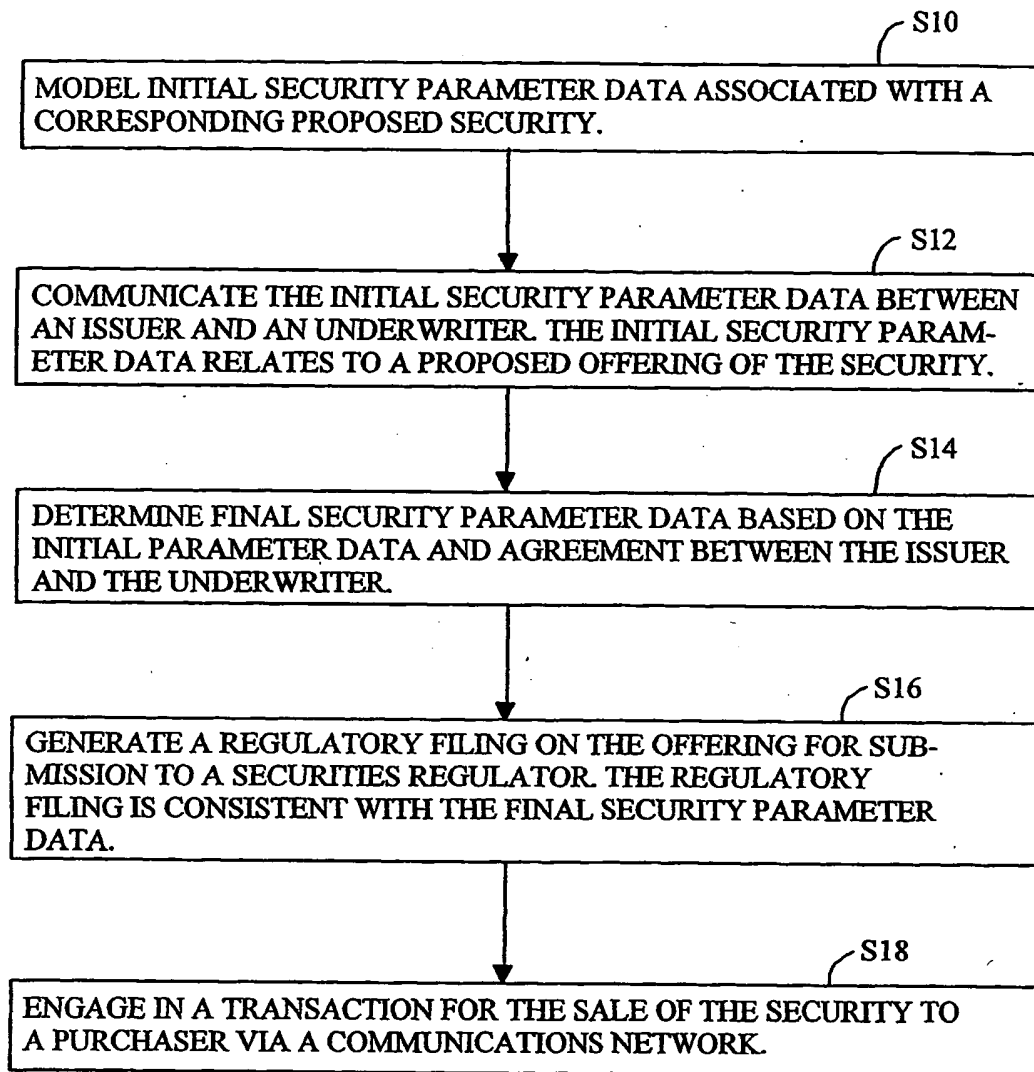 S10
MODEL INITIAL SECURITY PARAMETER DATA ASSOCIATED WITH A
CORRESPONDING PROPOSED SECURITY.
S12
COMMUNICATE THE INITIAL SECURITY PARAMETER DATA BETWEEN
AN ISSUER AND AN UNDERWRITER. THE INITIAL SECURITY PARAM-
ETER DATA RELATES TO A PROPOSED OFFERING OF THE SECURITY.
S14
DETERMINE FINAL SECURITY PARAMETER DATA BASED ON THE
INITIAL PARAMETER DATA AND AGREEMENT BETWEEN THE ISSUER
AND THE UNDERWRITER.
S16
GENERATE A REGULATORY FILING ON THE OFFERING FOR SUB-
MISSION TO A SECURITIES REGULATOR. THE REGULATORY
FILING IS CONSISTENT WITH THE FINAL SECURITY PARAMETER
DATA.
S18
ENGAGE IN A TRANSACTION FOR THE SALE OF THE SECURITY TO
A PURCHASER VIA A COMMUNICATIONS NETWORK.